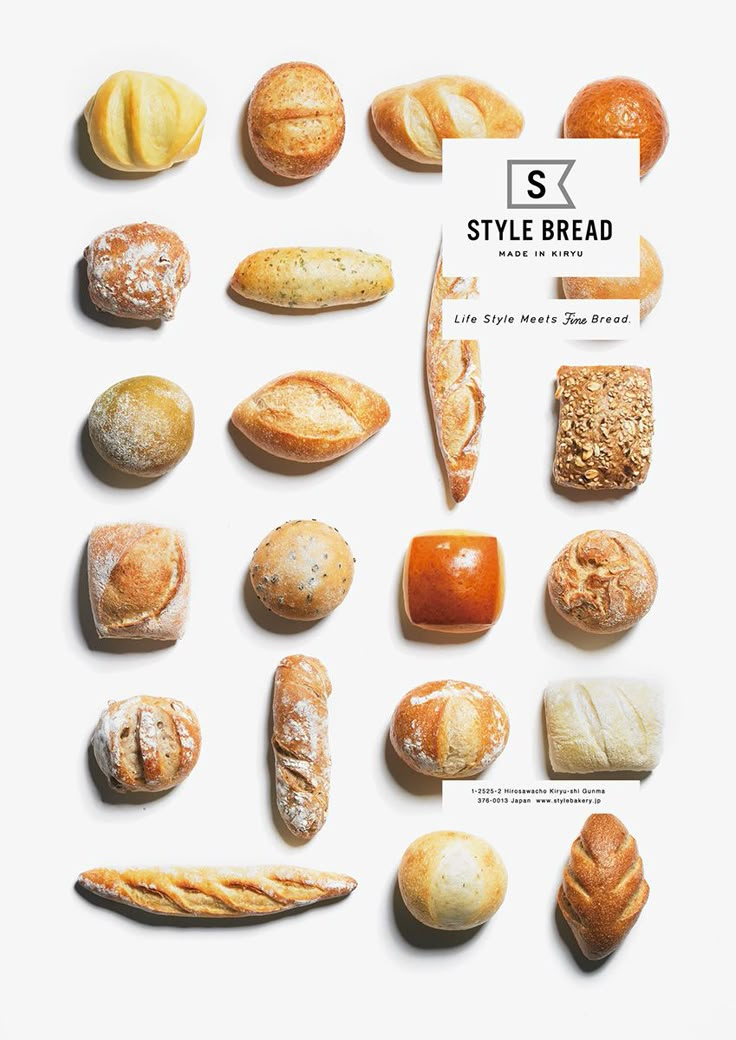 S
STYLE BREAD
MADE IN KIRYU
Life Style Meets Fine Bread.
1-2525-2 Hirosawacho Kiryu-shi Gunma
376-0013 Japan www.stylebakery.jp